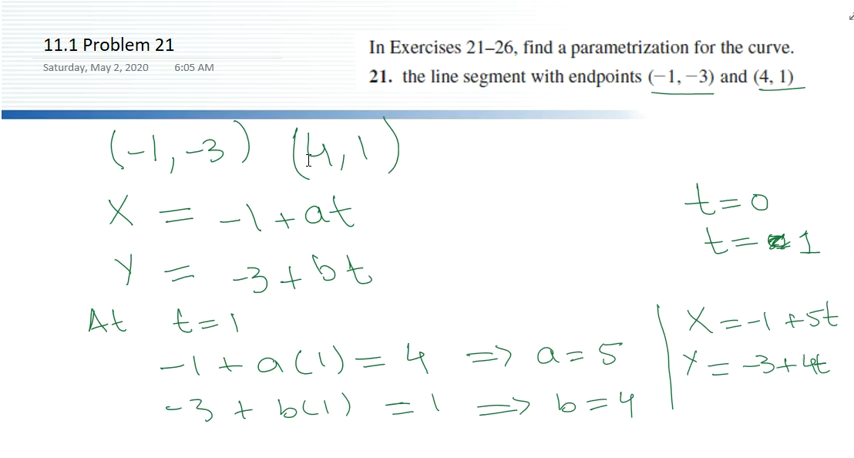 11.1 Problem 21
Saturday, May 2, 2020 6:05 AM
In Exercises 21–26, find a parametrization for the curve.
21. the line segment with endpoints (−1, −3) and (4, 1)
(-1, -3) (4, 1)
x = -1 + at
y = -3 + bt
At t = 1
-1 + a(1) = 4 => a = 5
-3 + b(1) = 1 => b = 4
t = 0
t = 1
x = -1 + 5t
y = -3 + 4t